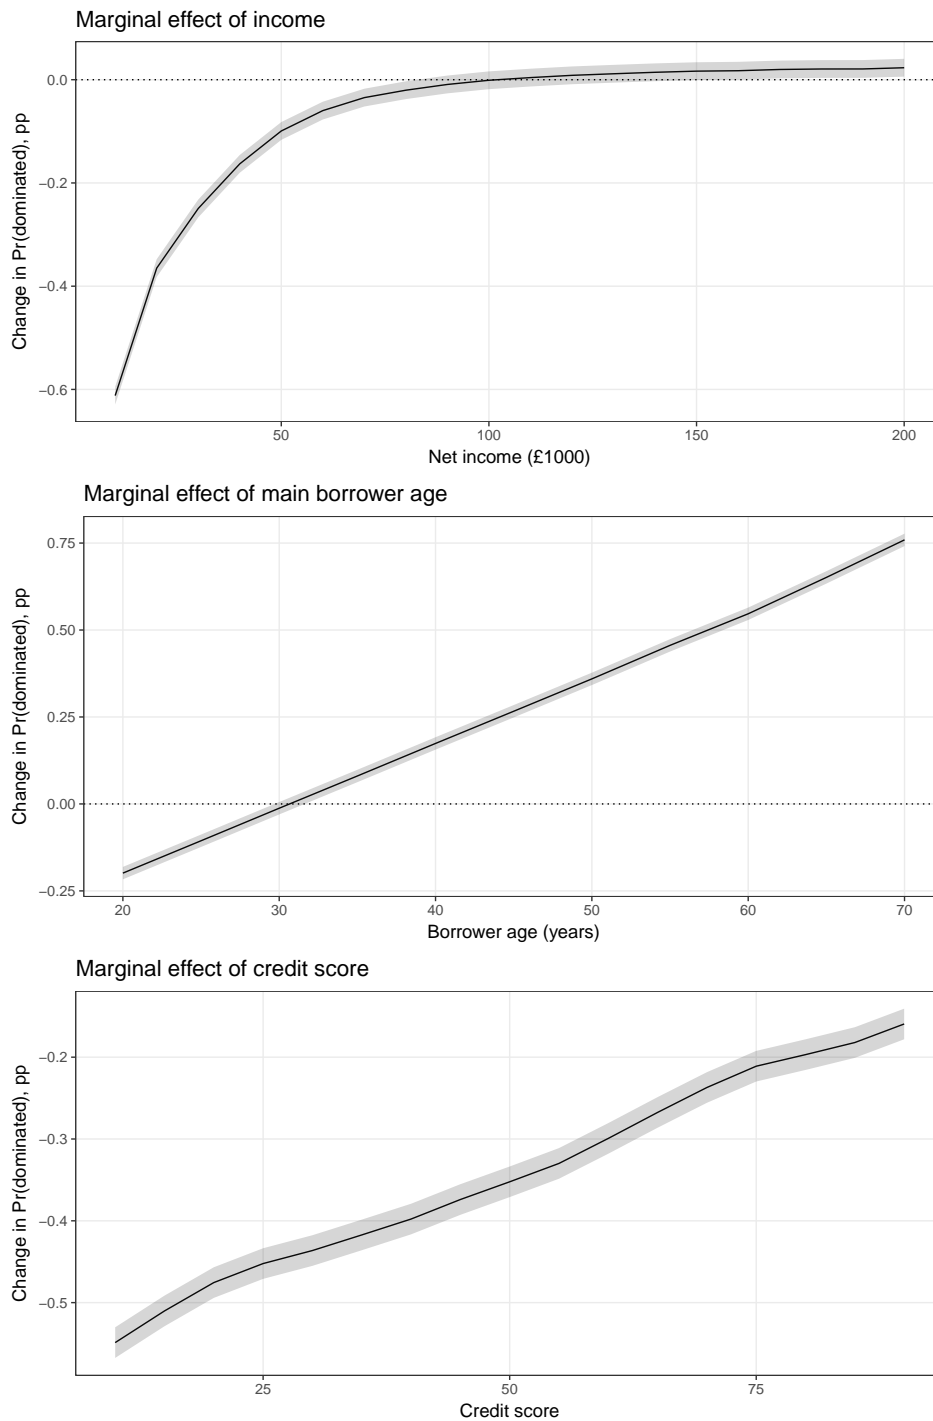 Marginal effect of income
Change in Pr(dominated), pp
0.0
−0.2
−0.4
−0.6
50 100 150 200
Net income (£1000)
Marginal effect of main borrower age
Change in Pr(dominated), pp
0.75
0.50
0.25
0.00
−0.25
20 30 40 50 60 70
Borrower age (years)
Marginal effect of credit score
Change in Pr(dominated), pp
−0.2
−0.3
−0.4
−0.5
25 50 75
Credit score